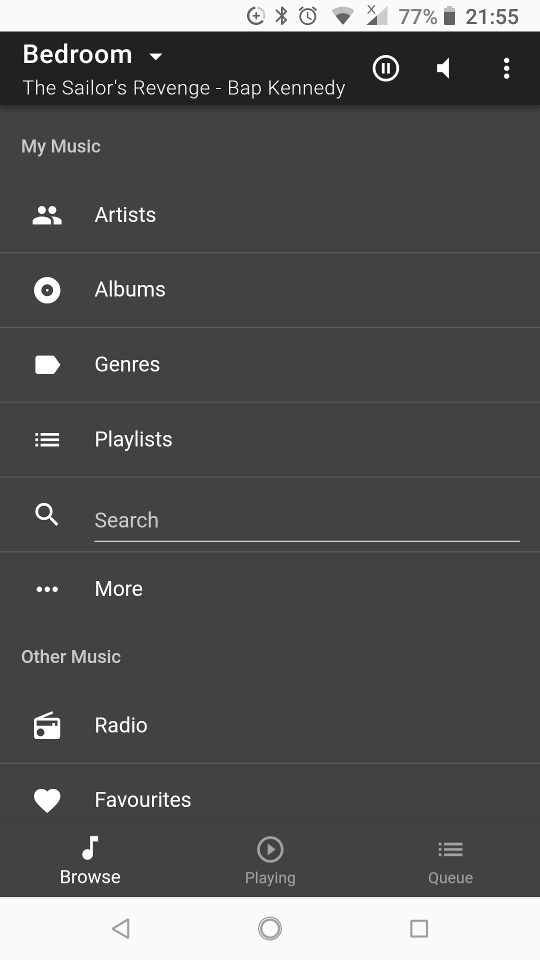 77% 21:55
Bedroom
The Sailor's Revenge - Bap Kennedy
My Music
Artists
Albums
Genres
Playlists
Search
More
Other Music
Radio
Favourites
Browse Playing Queue